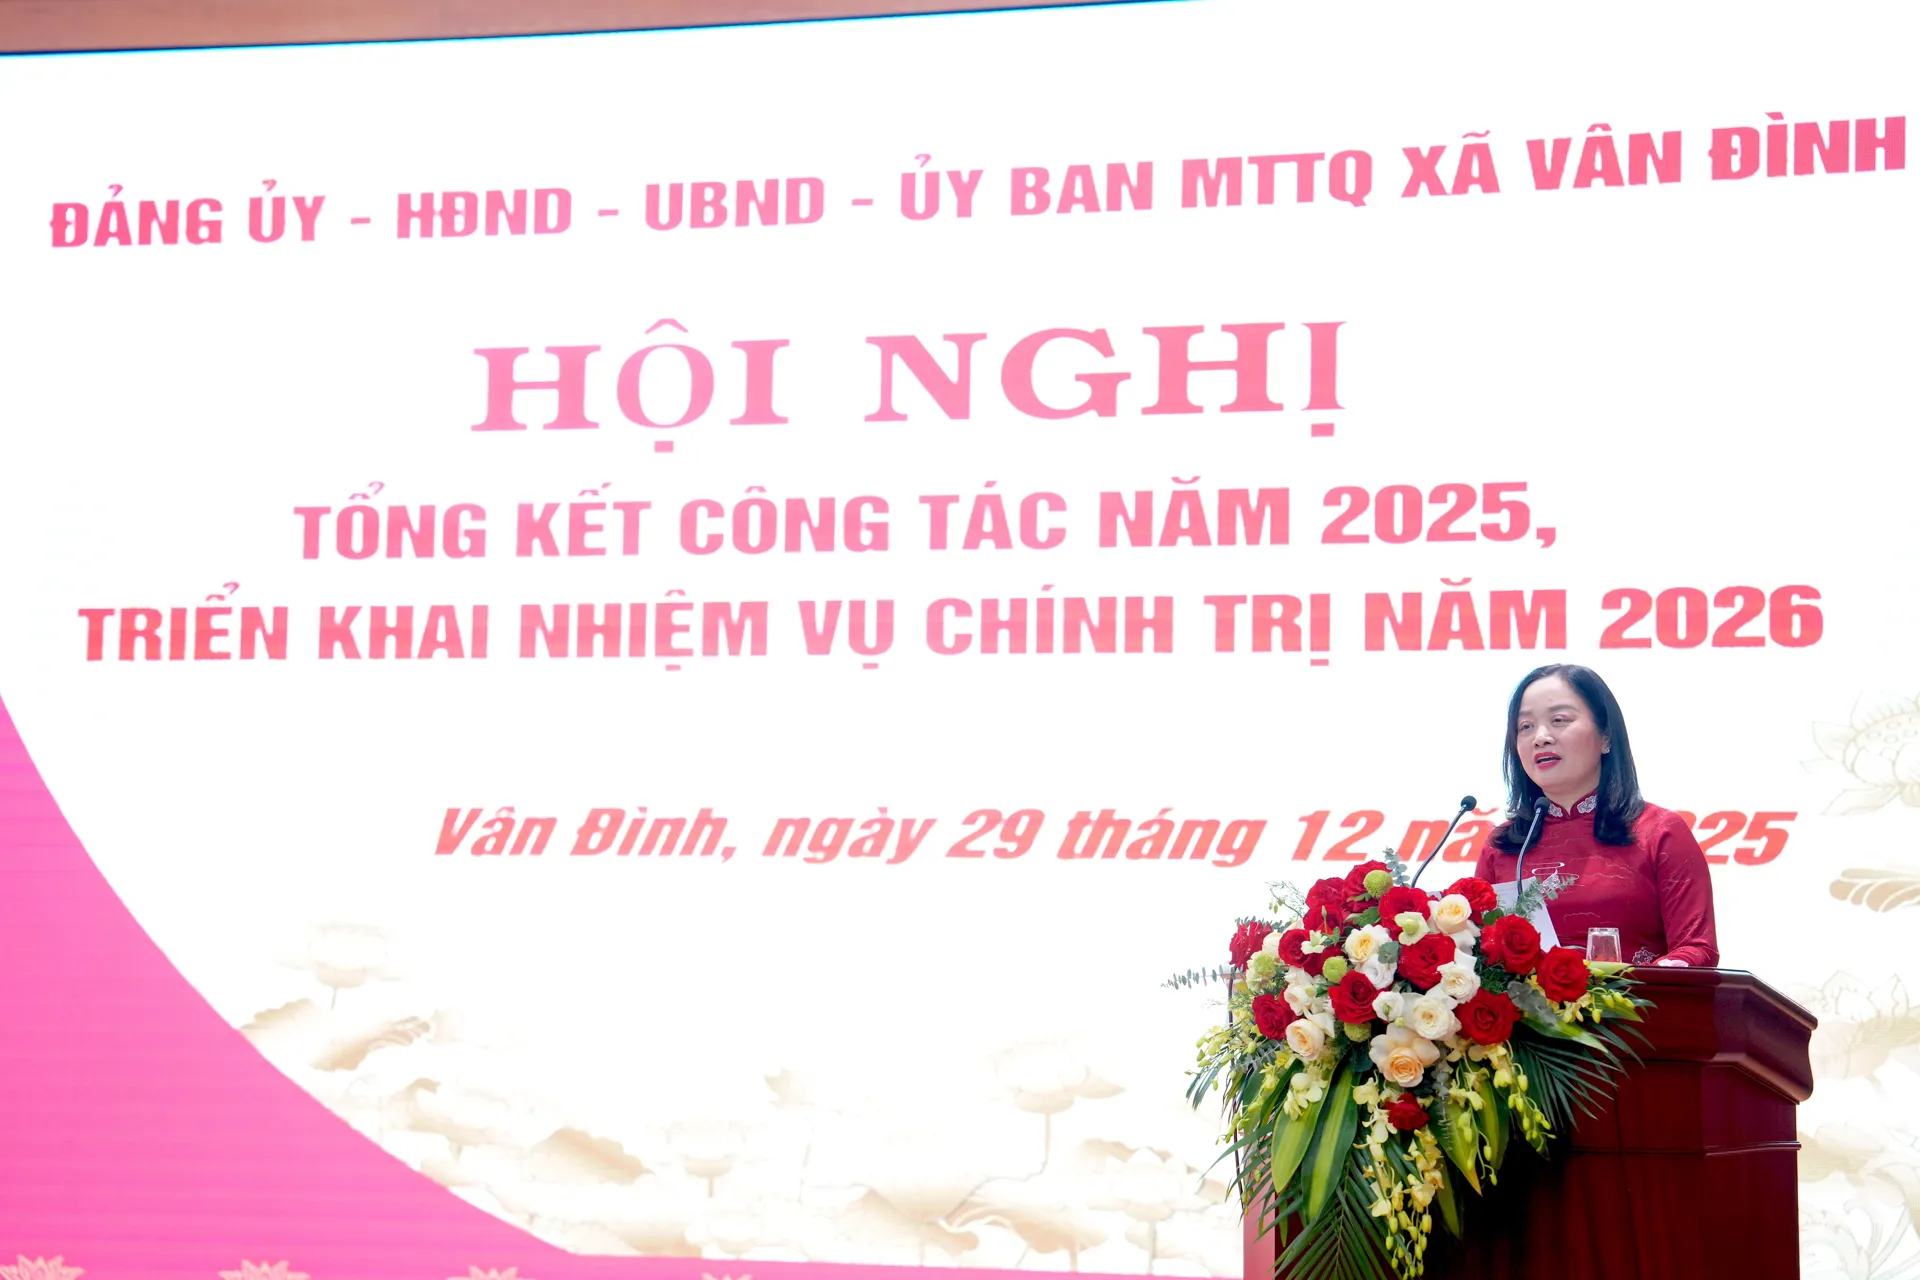 ĐẢNG ỦY - HĐND - UBND - ỦY BAN MTTQ XÃ VÂN ĐÌNH
HỘI NGHỊ
TỔNG KẾT CÔNG TÁC NĂM 2025,
TRIỂN KHAI NHIỆM VỤ CHÍNH TRỊ NĂM 2026
Vân Đình, ngày 29 tháng 12